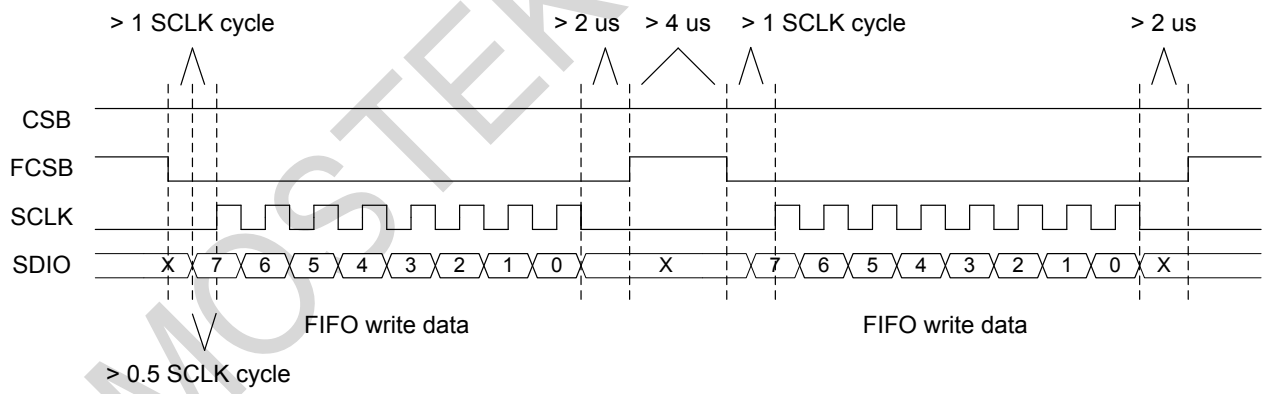 > 1 SCLK cycle > 2 us > 4 us > 1 SCLK cycle > 2 us
CSB
FCSB
SCLK
SDIO X 7 6 5 4 3 2 1 0 X 7 6 5 4 3 2 1 0 X
FIFO write data FIFO write data
> 0.5 SCLK cycle
MOSTEK